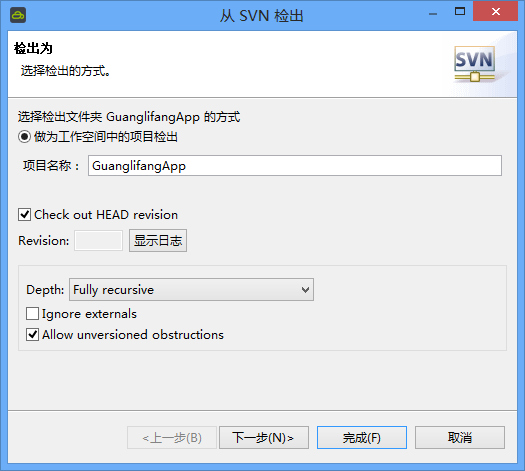 从 SVN 检出
检出为
选择检出的方式。
SVN
选择检出文件夹 GuanglifangApp 的方式
做为工作空间中的项目检出
项目名称： GuanglifangApp
Check out HEAD revision
Revision: 显示日志
Depth: Fully recursive
Ignore externals
Allow unversioned obstructions
<上一步(B) 下一步(N)> 完成(F) 取消